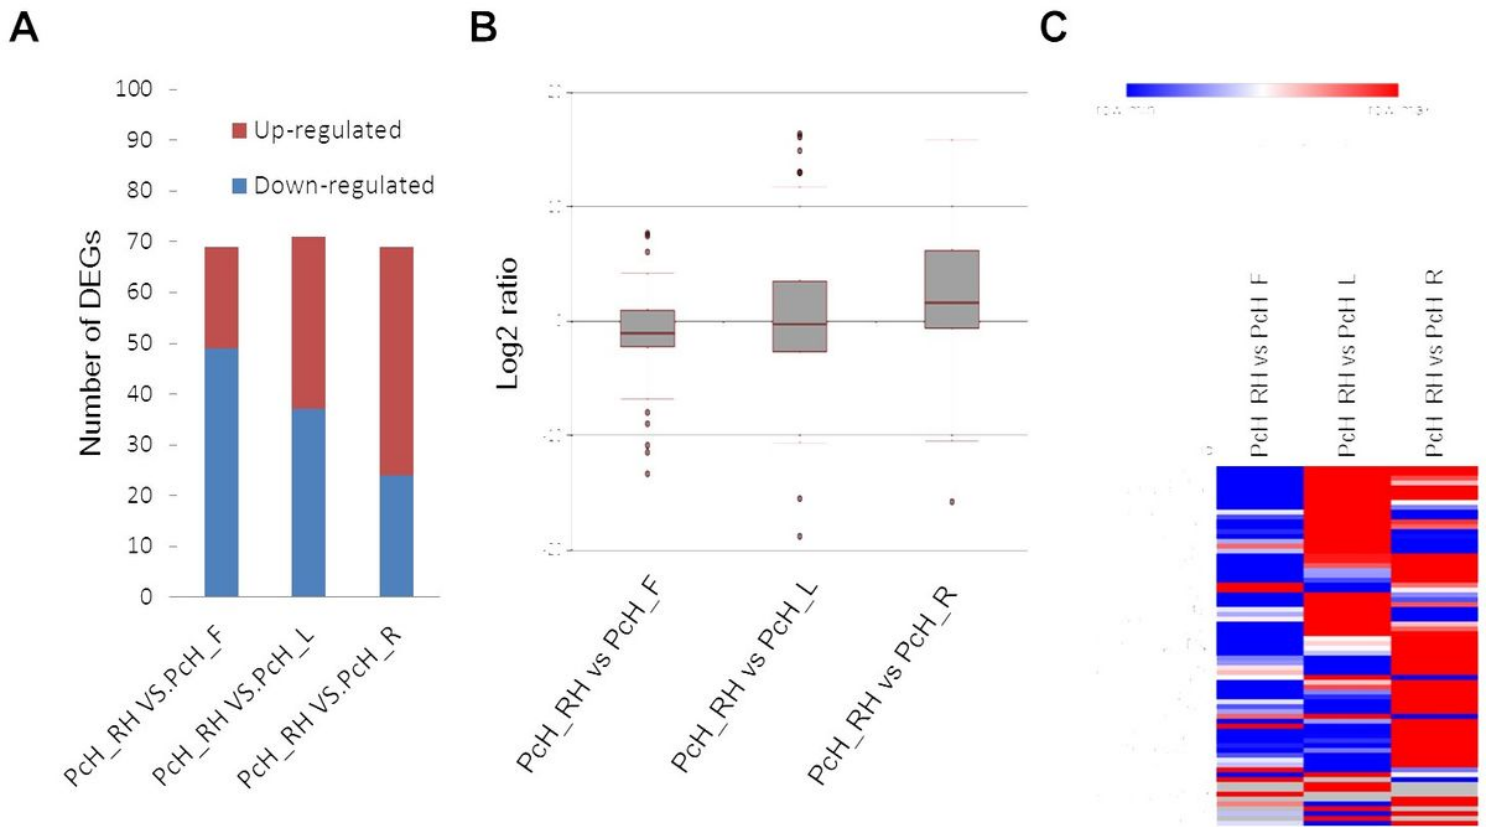 A
B
C
100
90
80
70
60
50
40
30
20
10
0
Number of DEGs
Up-regulated
Down-regulated
PcH_RH VS.PcH_F
PcH_RH VS.PcH_L
PcH_RH VS.PcH_R
Log2 ratio
PcH_RH vs PcH_F
PcH_RH vs PcH_L
PcH_RH vs PcH_R
PcH RH vs PcH F
PcH RH vs PcH L
PcH RH vs PcH R